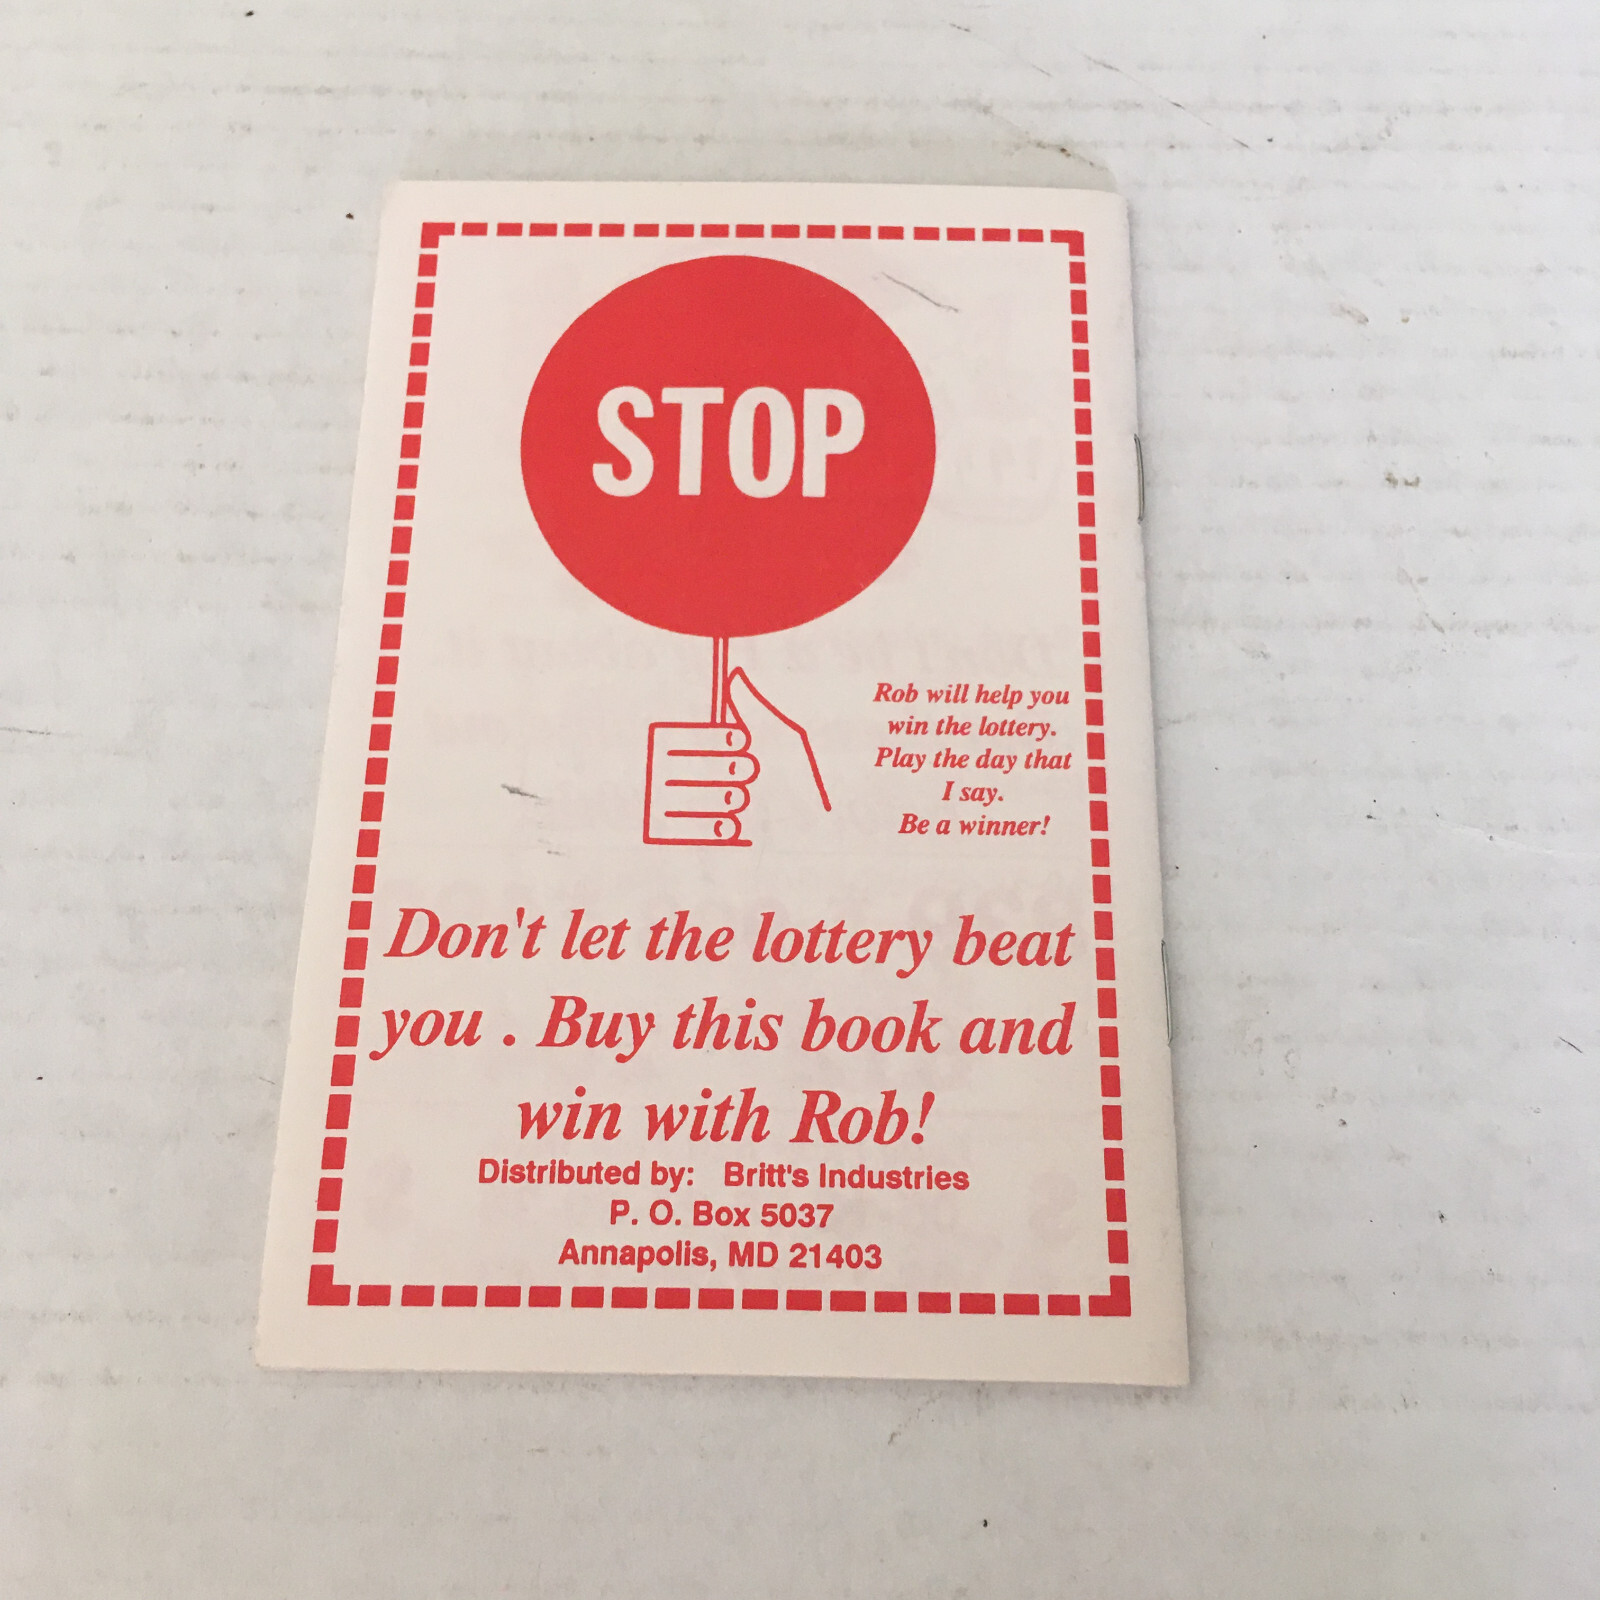 STOP
Rob will help you
win the lottery.
Play the day that
I say.
Be a winner!
Don't let the lottery beat
you . Buy this book and
win with Rob!
Distributed by: Britt's Industries
P. O. Box 5037
Annapolis, MD 21403